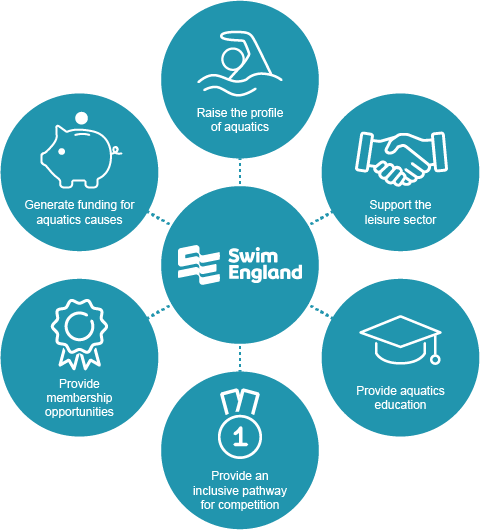 Raise the profile
of aquatics
Generate funding for
aquatics causes
Support the
leisure sector
Swim
England
Provide
membership
opportunities
Provide aquatics
education
1
Provide an
inclusive pathway
for competition